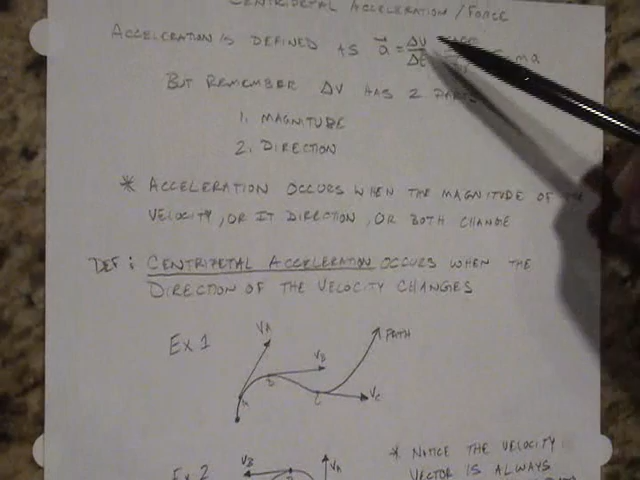 CENTRIPETAL ACCELERATION / FORCE
ACCELERATION IS DEFINED AS a = ΔV/Δt
BUT REMEMBER ΔV HAS 2 PARTS
1. MAGNITUDE
2. DIRECTION
* ACCELERATION OCCURS WHEN THE MAGNITUDE OF
VELOCITY, OR IT DIRECTION, OR BOTH CHANGE
DEF: CENTRIPETAL ACCELERATION OCCURS WHEN THE
DIRECTION OF THE VELOCITY CHANGES
Ex 1
VA
VB
PATH
A
B
C
VC
Ex 2
VB
VA
* NOTICE THE VELOCITY
VECTOR IS ALWAYS